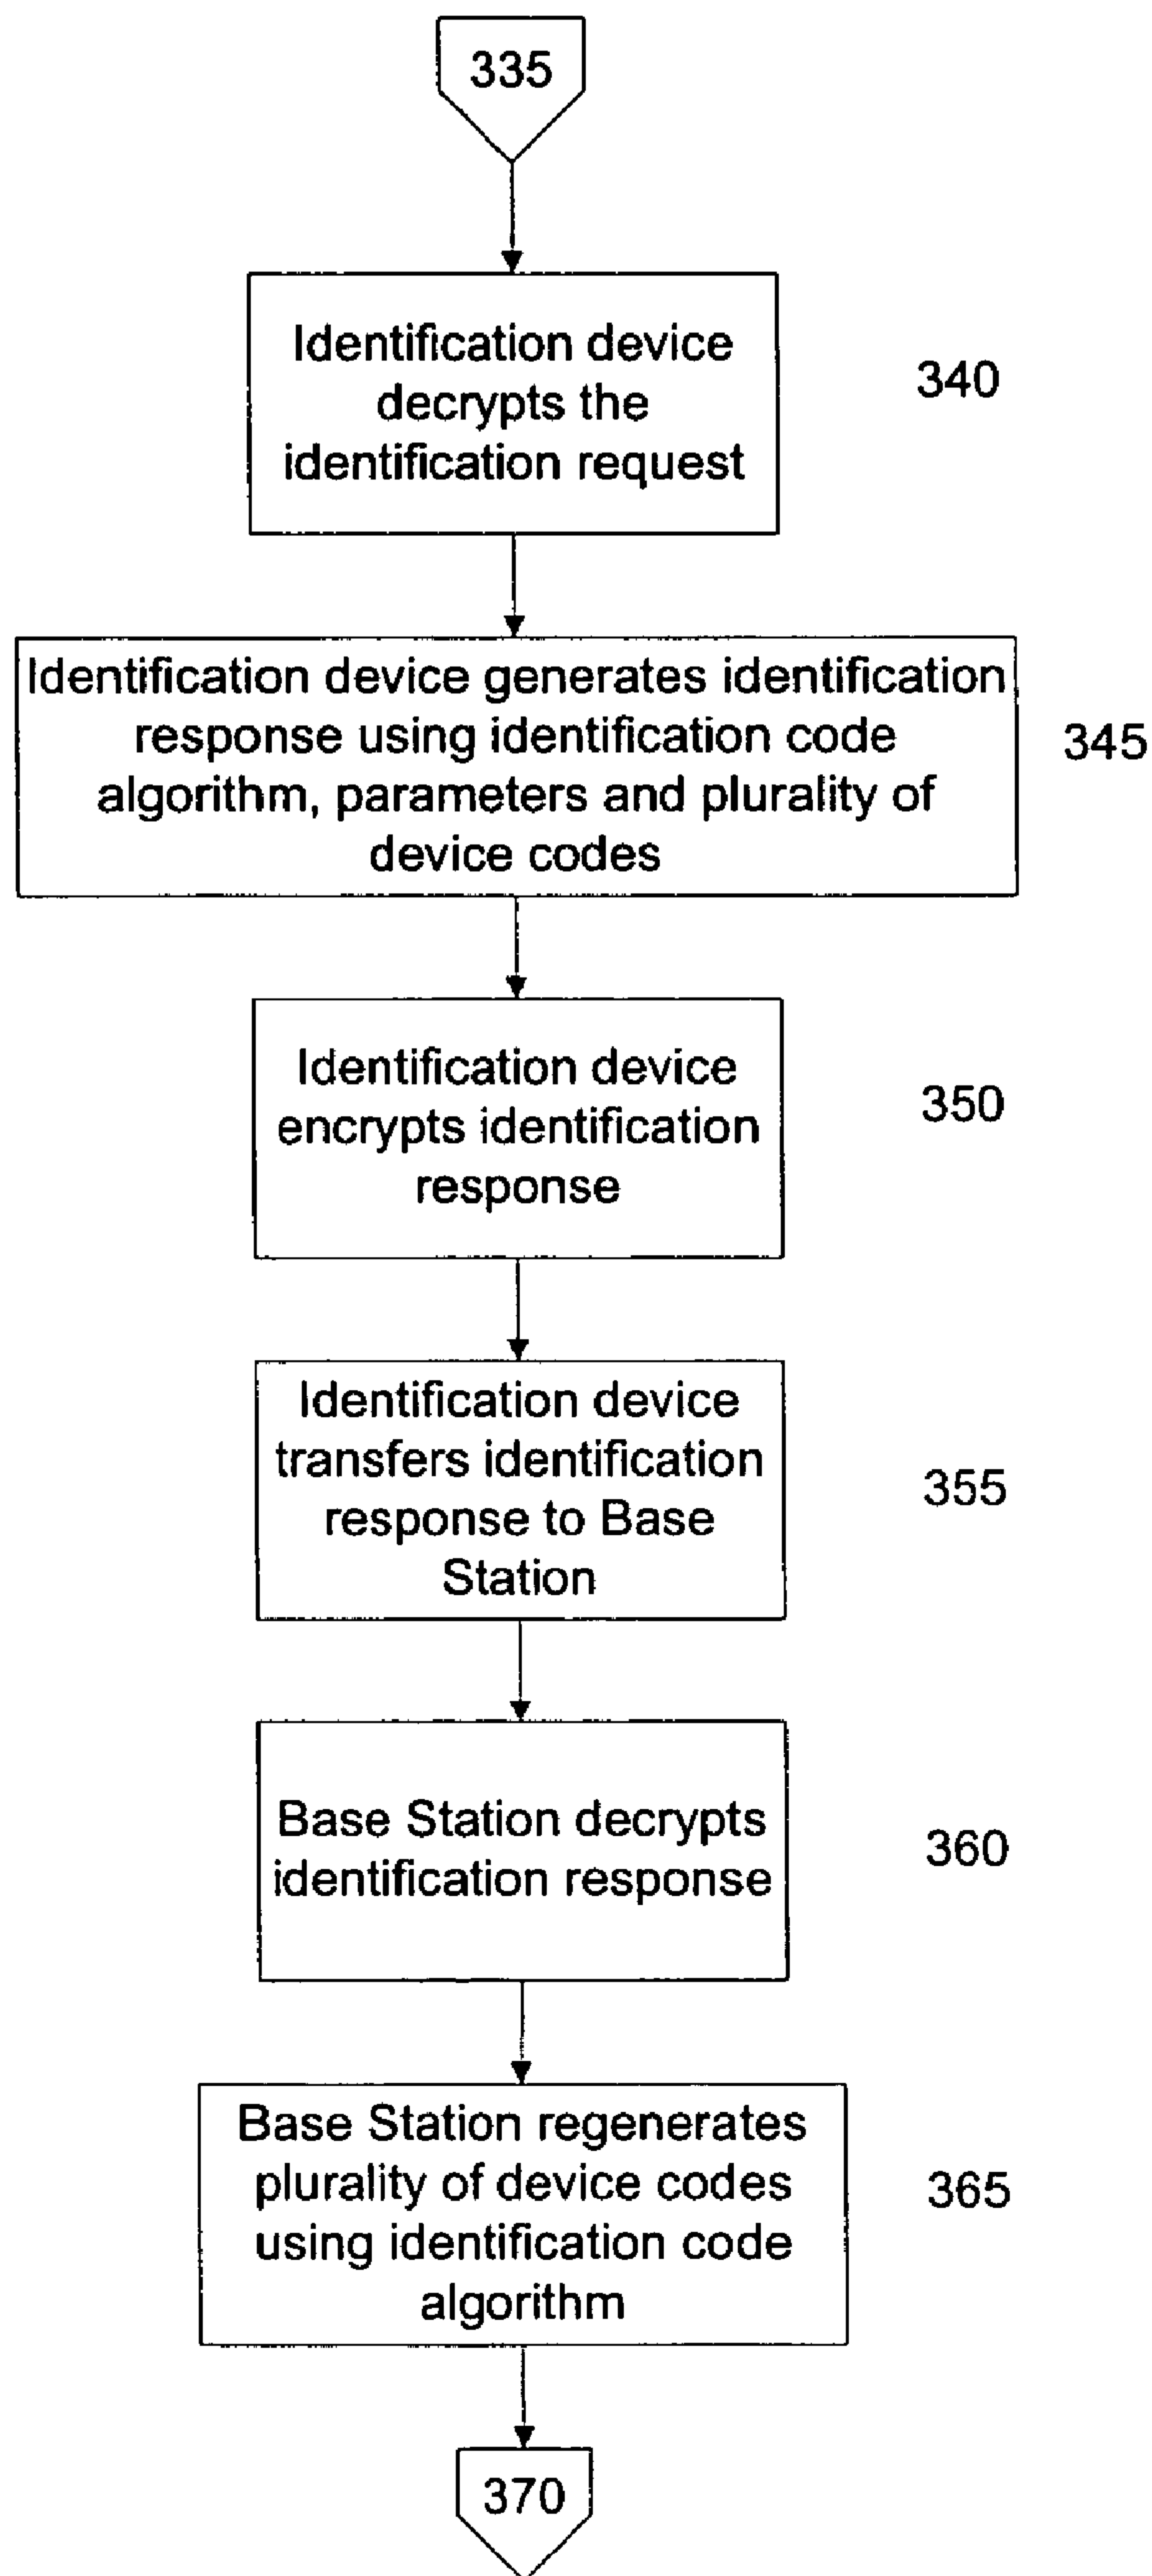 335
Identification device
decrypts the
identification request
340
Identification device generates identification
response using identification code
algorithm, parameters and plurality of
device codes
345
Identification device
encrypts identification
response
350
Identification device
transfers identification
response to Base
Station
355
Base Station decrypts
identification response
360
Base Station regenerates
plurality of device codes
using identification code
algorithm
365
370